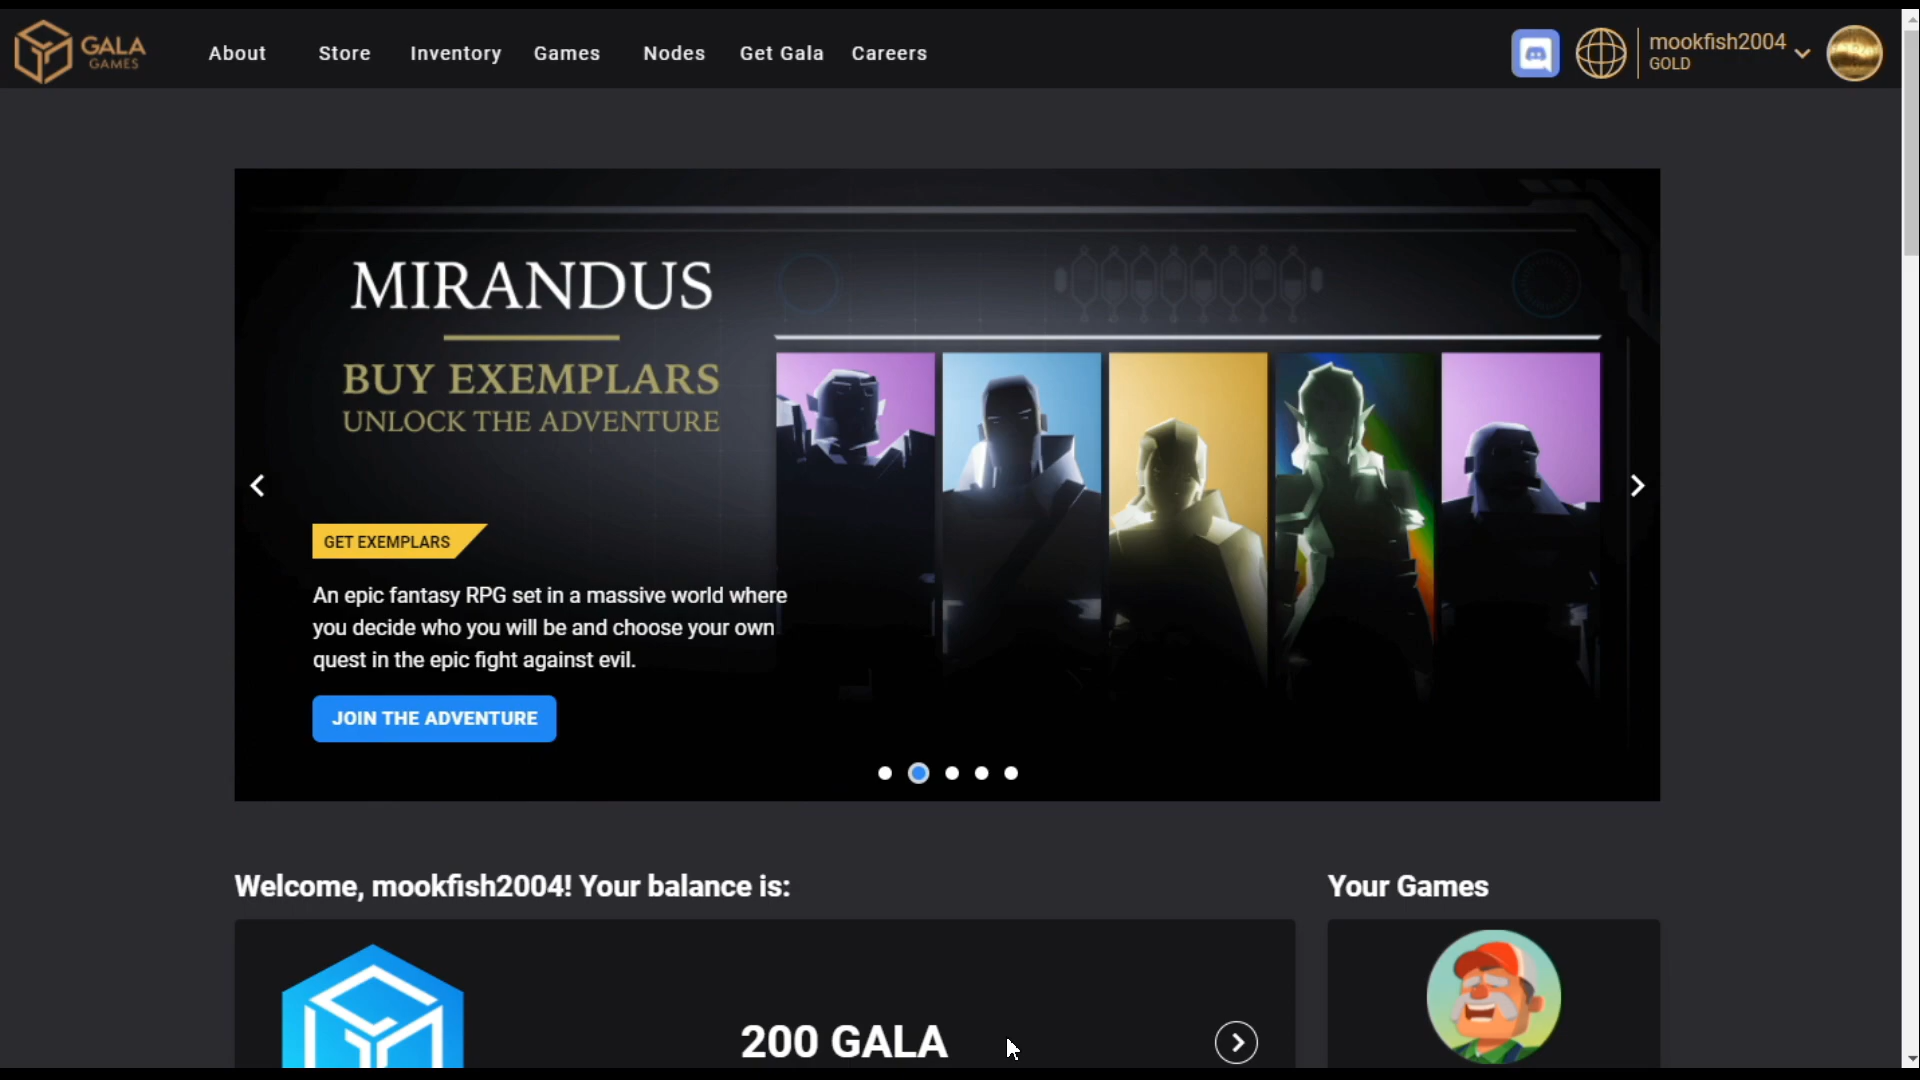 GALA
GAMES
About
Store
Inventory
Games
Nodes
Get Gala
Careers
mookfish2004
GOLD
MIRANDUS
BUY EXEMPLARS
UNLOCK THE ADVENTURE
GET EXEMPLARS
An epic fantasy RPG set in a massive world where
you decide who you will be and choose your own
quest in the epic fight against evil.
JOIN THE ADVENTURE
Welcome, mookfish2004! Your balance is:
Your Games
200 GALA